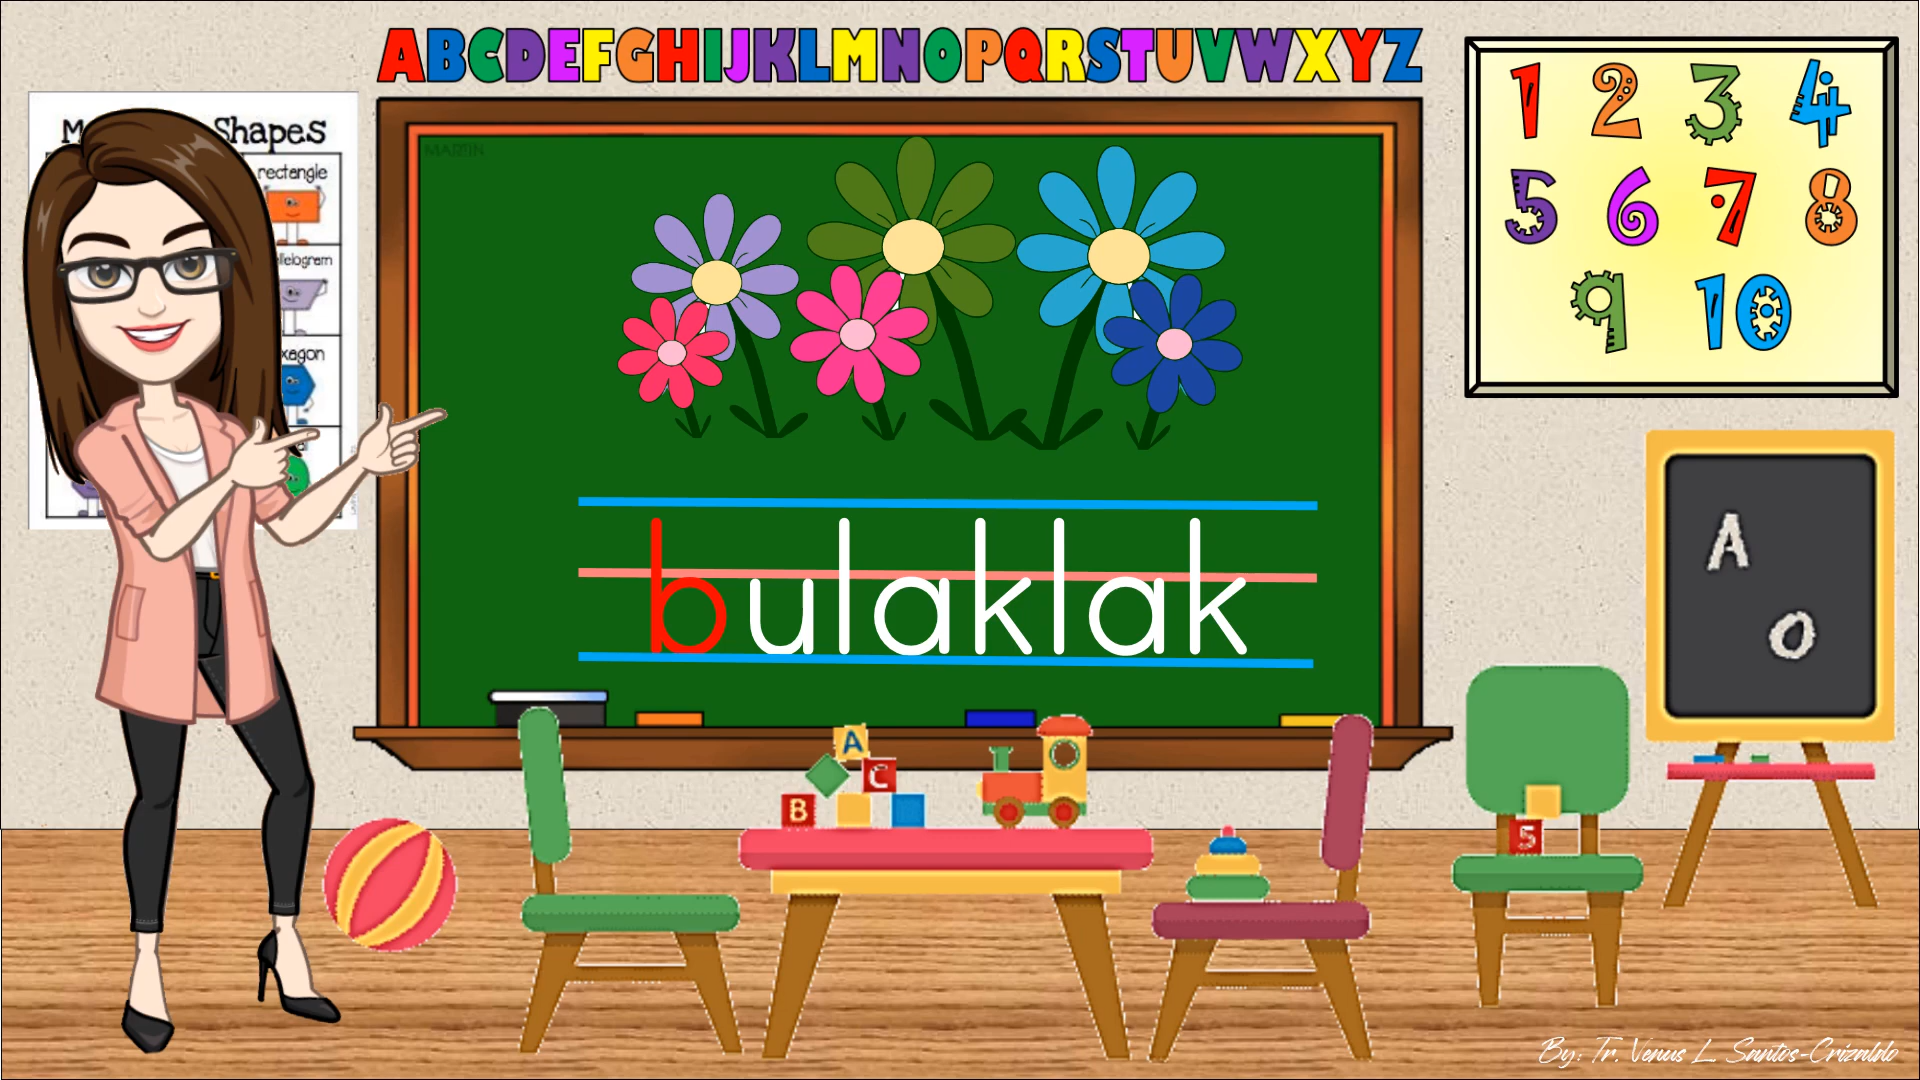 ABCDEFGHIJKLMNOPQRSTUVWXYZ
Shapes
rectangle
MARTIN
bulaklak
1 2 3 4
5 6 7 8
9 10
A
O
A
C
B
5
By: Tr. Venus L. Santos-Crizaldo